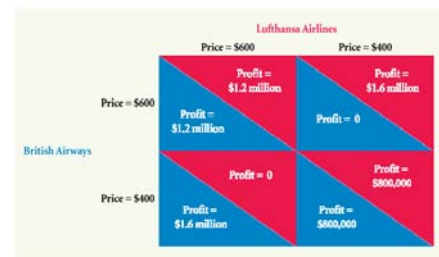 Lufthansa Airlines
Price = $600 Price = $400
Price = $600
Profit =
$1.2 million
Profit =
$1.2 million
Profit =
$1.6 million
Profit = 0
British Airways
Price = $400
Profit = 0
Profit =
$1.6 million
Profit =
$800,000
Profit =
$800,000